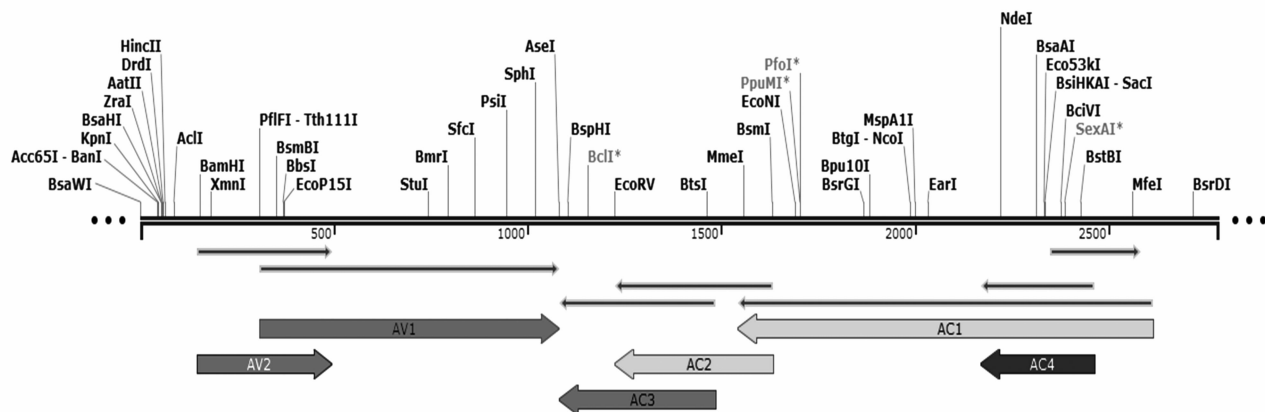 NdeI
HincII AseI BsaAI
DrdI PfoI* Eco53kI
AatII SphI PpuMI* BsiHKAI - SacI
ZraI PsiI EcoNI
BsaHI PflFI - Tth111I SfcI BspHI BsmI MspA1I BciVI
KpnI AclI BsmBI BtgI - NcoI SexAI*
Acc65I - BanI BamHI BbsI BmrI BclI* MmeI Bpu10I BstBI
BsaWI XmnI EcoP15I StuI EcoRV BtsI BsrGI EarI MfeI BsrDI
500 1000 1500 2000 2500
AV1 AC1
AV2 AC2 AC4
AC3